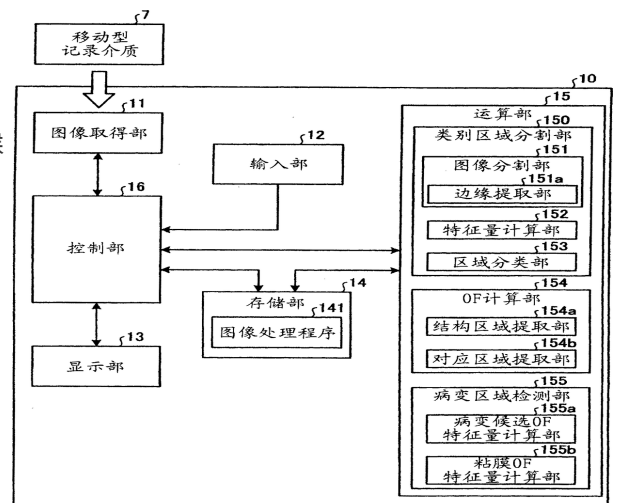 7
移动型
记录介质
10
11
图像取得部
12
输入部
16
控制部
14
存储部
141
图像处理程序
13
显示部
15
运算部
150
类别区域分割部
151
图像分割部
151a
边缘提取部
152
特征量计算部
153
区域分类部
154
OF计算部
154a
结构区域提取部
154b
对应区域提取部
155
病变区域检测部
155a
病变候选OF
特征量计算部
155b
粘膜OF
特征量计算部